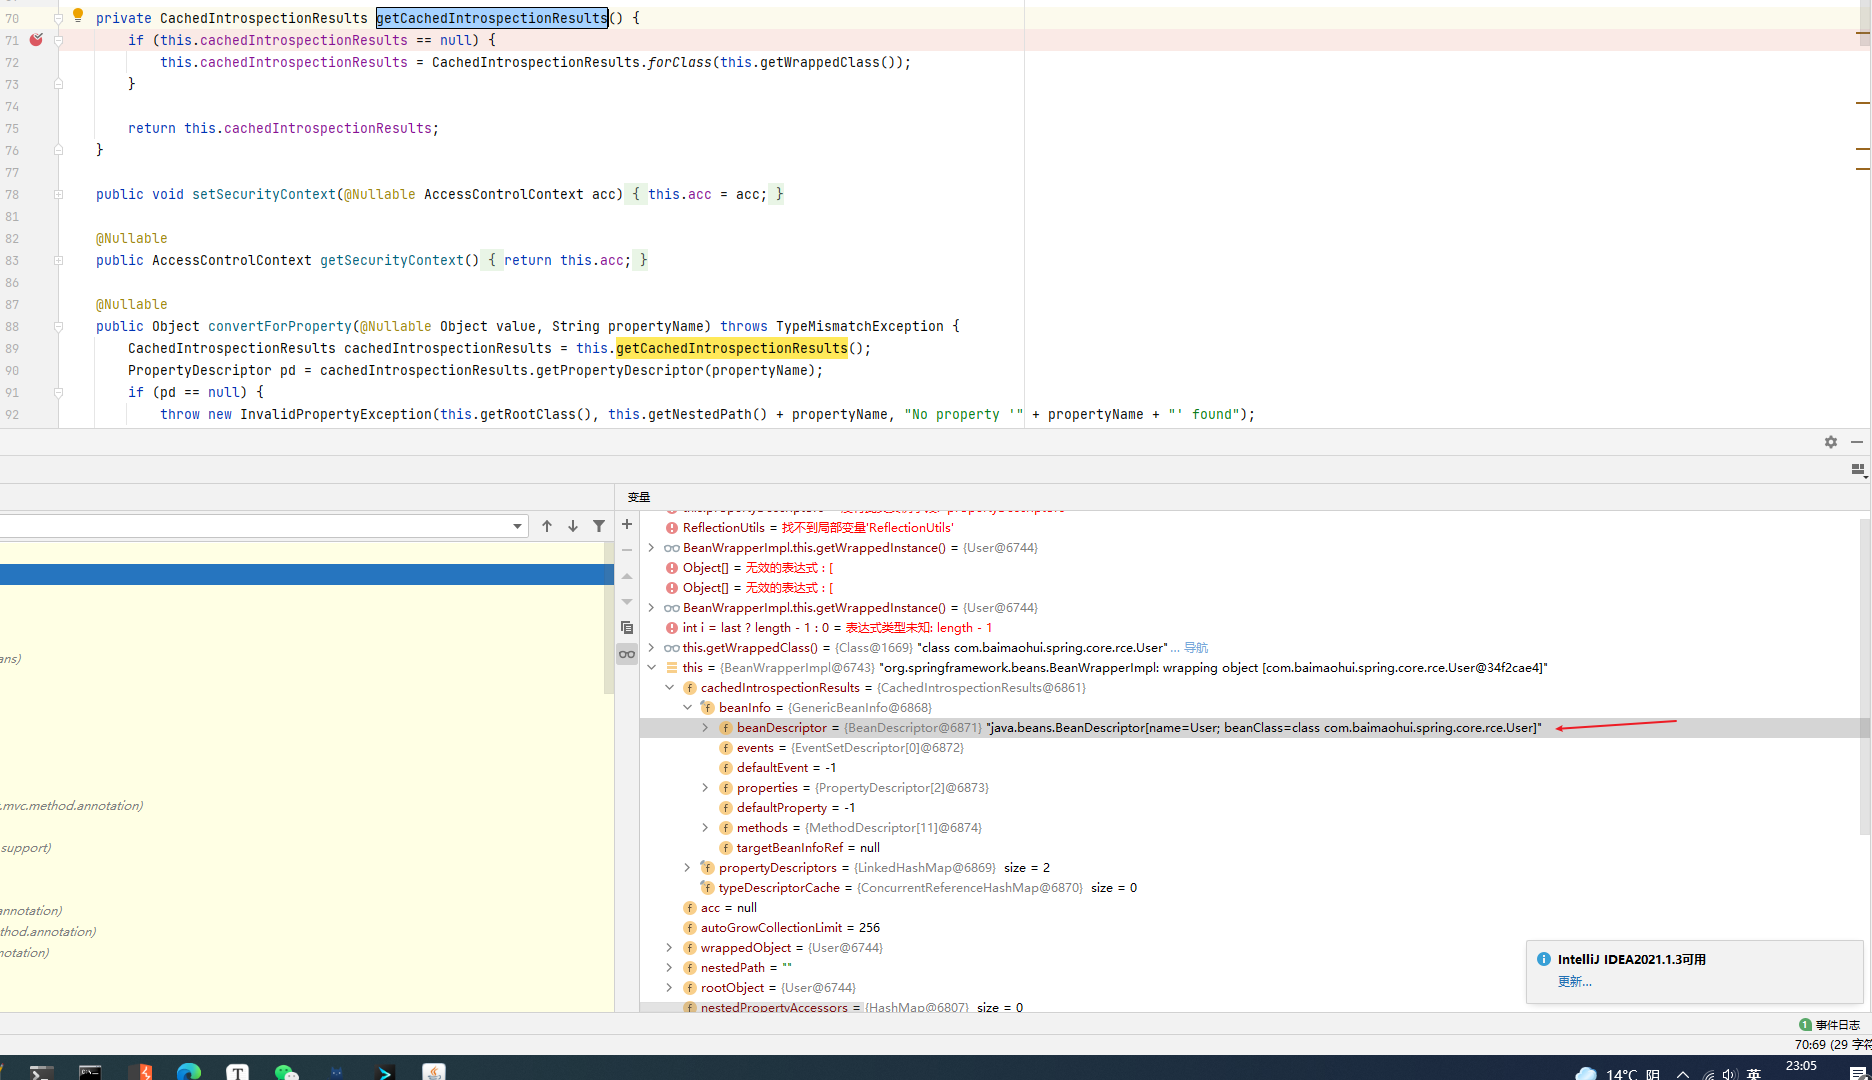 70 private CachedIntrospectionResults getCachedIntrospectionResults() {
71 if (this.cachedIntrospectionResults == null) {
72 this.cachedIntrospectionResults = CachedIntrospectionResults.forClass(this.getWrappedClass());
73 }
74
75 return this.cachedIntrospectionResults;
76 }
77
78 public void setSecurityContext(@Nullable AccessControlContext acc) { this.acc = acc; }
81
82 @Nullable
83 public AccessControlContext getSecurityContext() { return this.acc; }
86
87 @Nullable
88 public Object convertForProperty(@Nullable Object value, String propertyName) throws TypeMismatchException {
89 CachedIntrospectionResults cachedIntrospectionResults = this.getCachedIntrospectionResults();
90 PropertyDescriptor pd = cachedIntrospectionResults.getPropertyDescriptor(propertyName);
91 if (pd == null) {
92 throw new InvalidPropertyException(this.getRootClass(), this.getNestedPath() + propertyName, "No property '" + propertyName + "' found");
变量
ReflectionUtils = 找不到局部变量'ReflectionUtils'
BeanWrapperImpl.this.getWrappedInstance() = {User@6744}
Object[] = 无效的表达式 : [
Object[] = 无效的表达式 : [
BeanWrapperImpl.this.getWrappedInstance() = {User@6744}
int i = last ? length - 1 : 0 = 表达式类型未知: length - 1
this.getWrappedClass() = {Class@1669} "class com.baimaohui.spring.core.rce.User" ... 导航
this = {BeanWrapperImpl@6743} "org.springframework.beans.BeanWrapperImpl: wrapping object [com.baimaohui.spring.core.rce.User@34f2cae4]"
cachedIntrospectionResults = {CachedIntrospectionResults@6861}
beanInfo = {GenericBeanInfo@6868}
beanDescriptor = {BeanDescriptor@6871} "java.beans.BeanDescriptor[name=User; beanClass=class com.baimaohui.spring.core.rce.User]"
events = {EventSetDescriptor[0]@6872}
defaultEvent = -1
properties = {PropertyDescriptor[2]@6873}
defaultProperty = -1
methods = {MethodDescriptor[11]@6874}
targetBeanInfoRef = null
propertyDescriptors = {LinkedHashMap@6869} size = 2
typeDescriptorCache = {ConcurrentReferenceHashMap@6870} size = 0
acc = null
autoGrowCollectionLimit = 256
wrappedObject = {User@6744}
nestedPath = ""
rootObject = {User@6744}
nestedPropertyAccessors = {HashMap@6807} size = 0
ans)
.mvc.method.annotation)
support)
annotation)
thod.annotation)
notation)
IntelliJ IDEA2021.1.3可用
更新...
1 事件日志
70:69 (29 字符
14°C 阴
英
23:05